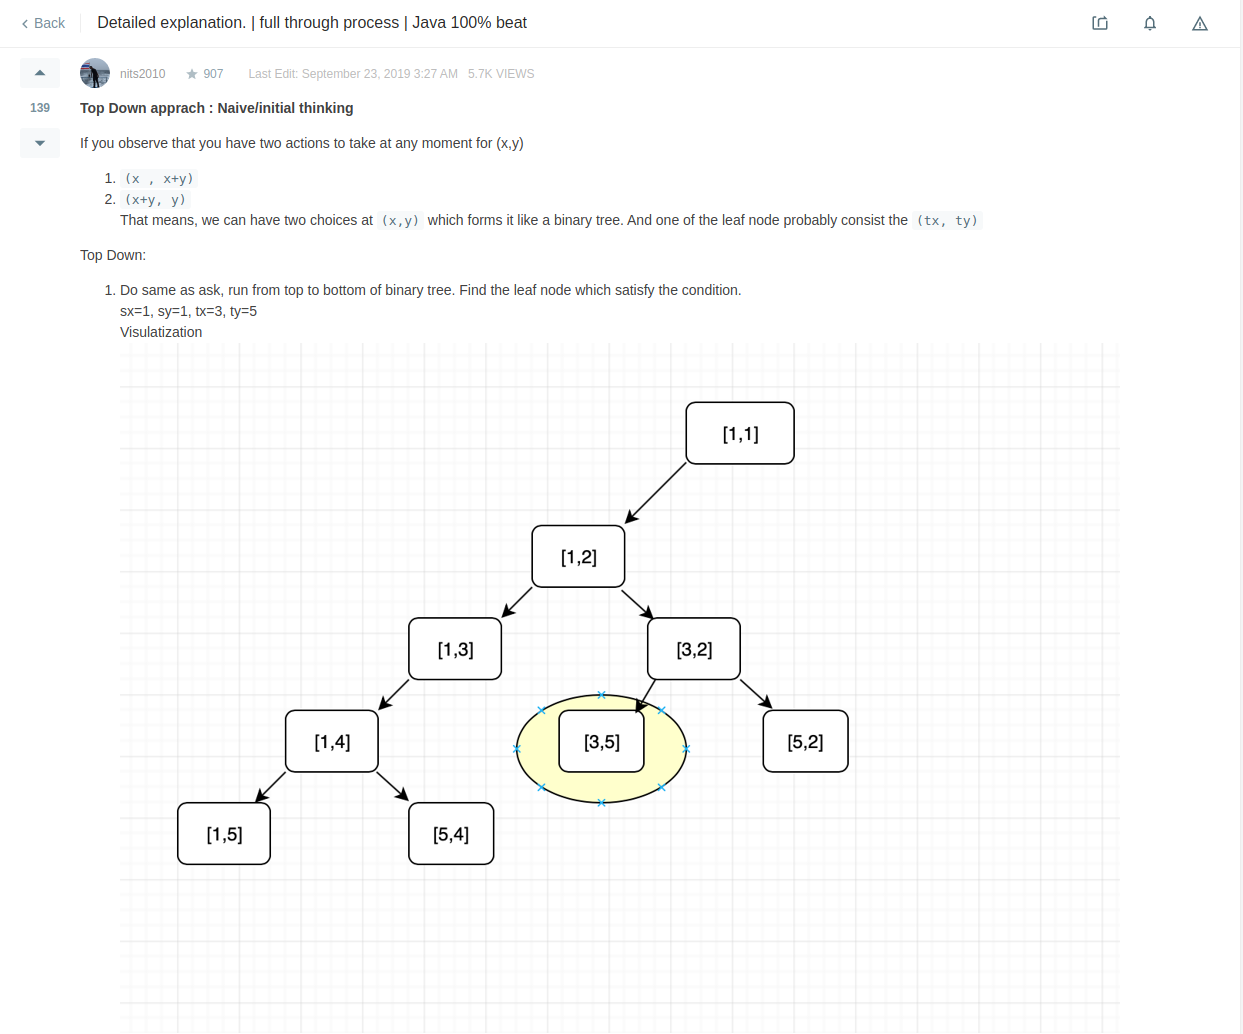 Back
Detailed explanation. | full through process | Java 100% beat
nits2010 907 Last Edit: September 23, 2019 3:27 AM 5.7K VIEWS
139
Top Down apprach : Naive/initial thinking
If you observe that you have two actions to take at any moment for (x,y)
1. (x , x+y)
2. (x+y, y)
That means, we can have two choices at (x,y) which forms it like a binary tree. And one of the leaf node probably consist the (tx, ty)
Top Down:
1. Do same as ask, run from top to bottom of binary tree. Find the leaf node which satisfy the condition.
sx=1, sy=1, tx=3, ty=5
Visulatization
[1,1]
[1,2]
[1,3]
[3,2]
[1,4]
[3,5]
[5,2]
[1,5]
[5,4]